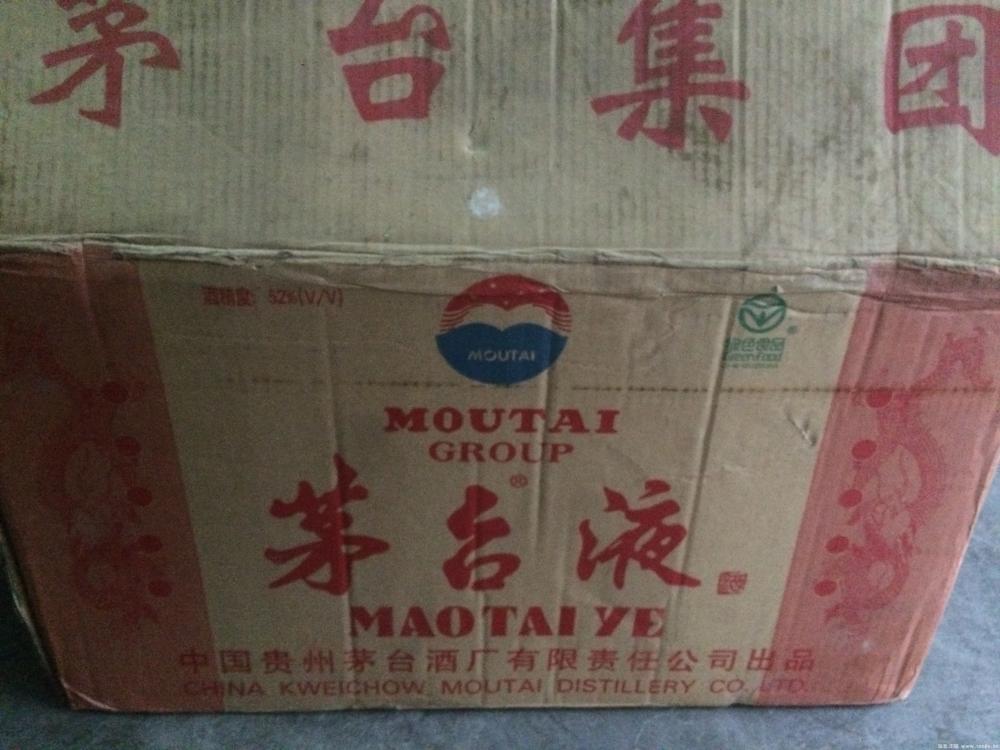 茅台集团
酒精度: 52%(V/V)
MOUTAI
绿色食品
GreenFood
MOUTAI
GROUP
茅台®液
MAOTAI YE
中国贵州茅台酒厂有限责任公司出品
CHINA KWEICHOW MOUTAI DISTILLERY CO. LTD.